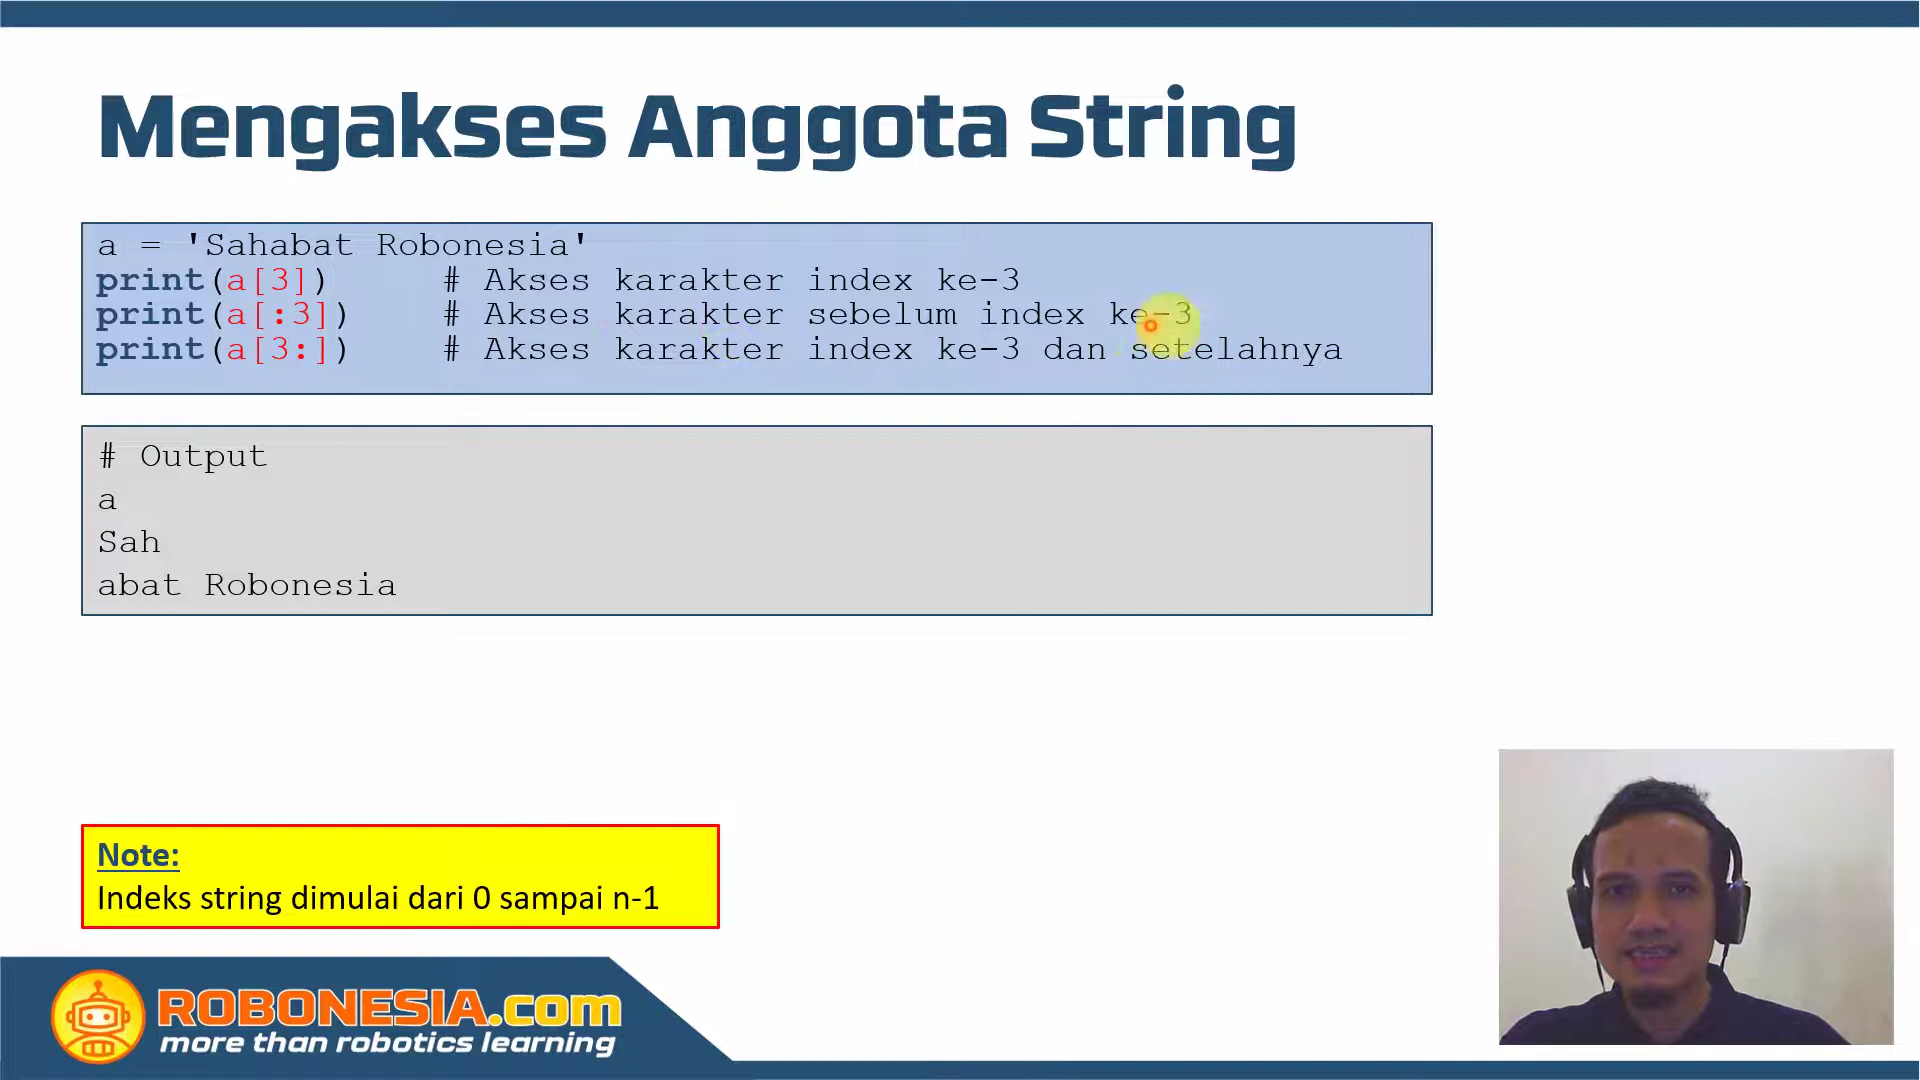 Mengakses Anggota String
a = 'Sahabat Robonesia'
print(a[3]) # Akses karakter index ke-3
print(a[:3]) # Akses karakter sebelum index ke-3
print(a[3:]) # Akses karakter index ke-3 dan setelahnya
# Output
a
Sah
abat Robonesia
Note:
Indeks string dimulai dari 0 sampai n-1
ROBONESIA.com
more than robotics learning